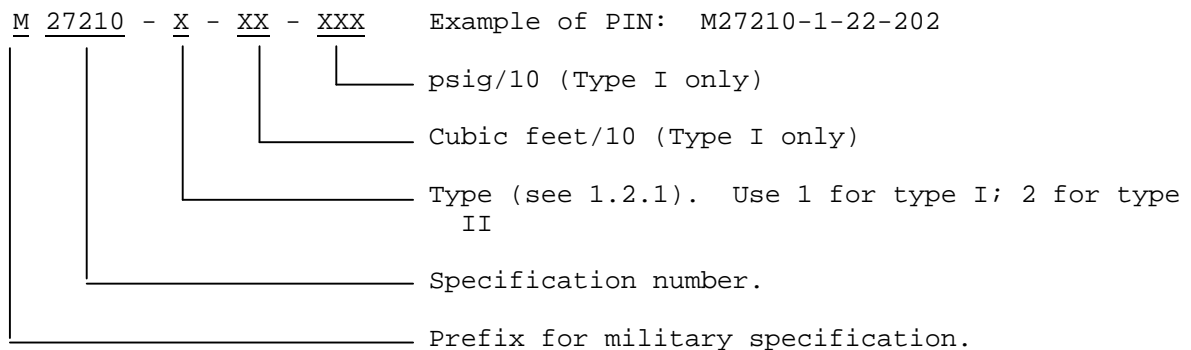 M 27210 - X - XX - XXX Example of PIN: M27210-1-22-202
psig/10 (Type I only)
Cubic feet/10 (Type I only)
Type (see 1.2.1). Use 1 for type I; 2 for type
II
Specification number.
Prefix for military specification.